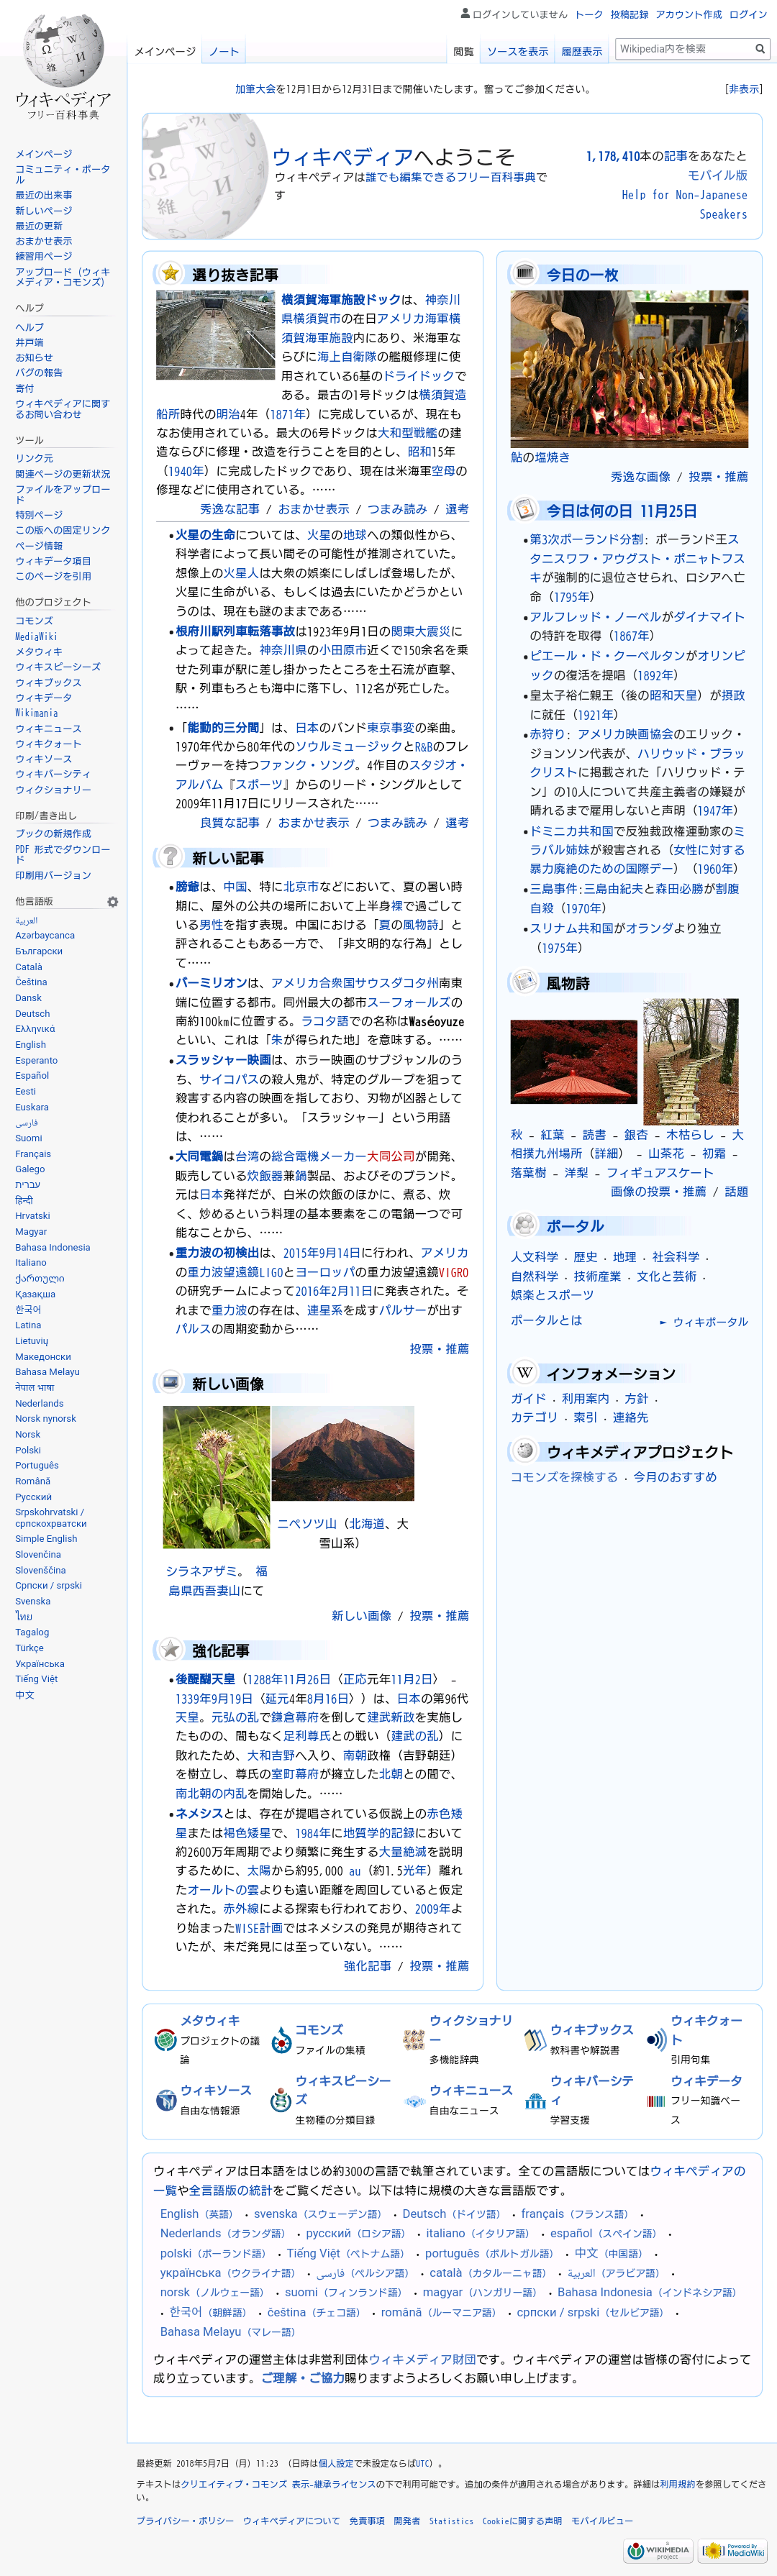 ログインしていません トーク 投稿記録 アカウント作成 ログイン
メインページ ノート 閲覧 ソースを表示 履歴表示 Wikipedia内を検索
ウィキペディア
フリー百科事典
メインページ
コミュニティ・ポータ
ル
最近の出来事
新しいページ
最近の更新
おまかせ表示
練習用ページ
アップロード (ウィキ
メディア・コモンズ)
ヘルプ
ヘルプ
井戸端
お知らせ
バグの報告
寄付
ウィキペディアに関す
るお問い合わせ
ツール
リンク元
関連ページの更新状況
ファイルをアップロー
ド
特別ページ
この版への固定リンク
ページ情報
ウィキデータ項目
このページを引用
他のプロジェクト
コモンズ
MediaWiki
メタウィキ
ウィキスピーシーズ
ウィキブックス
ウィキデータ
Wikimania
ウィキニュース
ウィキクォート
ウィキソース
ウィキバーシティ
ウィクショナリー
印刷/書き出し
ブックの新規作成
PDF 形式でダウンロー
ド
印刷用バージョン
他言語版
العربية
Azərbaycanca
Български
Català
Čeština
Dansk
Deutsch
Ελληνικά
English
Esperanto
Español
Eesti
Euskara
فارسی
Suomi
Français
Galego
עברית
हिन्दी
Hrvatski
Magyar
Bahasa Indonesia
Italiano
ქართული
Қазақша
한국어
Latina
Lietuvių
Македонски
Bahasa Melayu
नेपाल भाषा
Nederlands
Norsk nynorsk
Norsk
Polski
Português
Română
Русский
Srpskohrvatski /
српскохрватски
Simple English
Slovenčina
Slovenščina
Српски / srpski
Svenska
ไทย
Tagalog
Türkçe
Українська
Tiếng Việt
中文
加筆大会を12月1日から12月31日まで開催いたします。奮ってご参加ください。 [非表示]
ウィキペディアへようこそ
ウィキペディアは誰でも編集できるフリー百科事典で
す
1,178,410本の記事をあなたと
モバイル版
Help for Non-Japanese
Speakers
選り抜き記事
横須賀海軍施設ドックは、神奈川
県横須賀市の在日アメリカ海軍横
須賀海軍施設内にあり、米海軍な
らびに海上自衛隊の艦艇修理に使
用されている6基のドライドックで
ある。最古の1号ドックは横須賀造
船所時代の明治4年（1871年）に完成しているが、現在も
なお使用されている。最大の6号ドックは大和型戦艦の建
造ならびに修理・改造を行うことを目的とし、昭和15年
（1940年）に完成したドックであり、現在は米海軍空母の
修理などに使用されている。……
秀逸な記事 / おまかせ表示 / つまみ読み / 選考
•火星の生命については、火星の地球への類似性から、
科学者によって長い間その可能性が推測されていた。
想像上の火星人は大衆の娯楽にしばしば登場したが、
火星に生命がいる、もしくはかつていたかどうかとい
うのは、現在も謎のままである……
•根府川駅列車転落事故は1923年9月1日の関東大震災に
よって起きた。神奈川県の小田原市近くで150余名を乗
せた列車が駅に差し掛かったところを土石流が直撃、
駅・列車もろとも海中に落下し、112名が死亡した。
……
•「能動的三分間」は、日本のバンド東京事変の楽曲。
1970年代から80年代のソウルミュージックとR&Bのフレ
ーヴァーを持つファンク・ソング。4作目のスタジオ・
アルバム『スポーツ』からのリード・シングルとして
2009年11月17日にリリースされた……
良質な記事 / おまかせ表示 / つまみ読み / 選考
新しい記事
•膀爺は、中国、特に北京市などにおいて、夏の暑い時
期に、屋外の公共の場所において上半身裸で過ごして
いる男性を指す表現。中国における「夏の風物詩」と
評されることもある一方で、「非文明的な行為」とし
て……
•バーミリオンは、アメリカ合衆国サウスダコタ州南東
端に位置する都市。同州最大の都市スーフォールズの
南約100kmに位置する。ラコタ語での名称はWaséoyuze
といい、これは「朱が得られた地」を意味する。……
•スラッシャー映画は、ホラー映画のサブジャンルのう
ち、サイコパスの殺人鬼が、特定のグループを狙って
殺害する内容の映画を指しており、刃物が凶器として
使われることが多い。「スラッシャー」という用語
は、……
•大同電鍋は台湾の総合電機メーカー大同公司が開発、
販売しているの炊飯器兼鍋製品およびそのブランド。
元は日本発祥だが、白米の炊飯のほかに、煮る、炊
く、炒めるという料理の基本要素をこの電鍋一つで可
能なことから、……
•重力波の初検出は、2015年9月14日に行われ、アメリカ
の重力波望遠鏡LIGOとヨーロッパの重力波望遠鏡VIGRO
の研究チームによって2016年2月11日に発表された。そ
れまで重力波の存在は、連星系を成すパルサーが出す
パルスの周期変動から……
投票・推薦
新しい画像
シラネアザミ。 福
島県西吾妻山にて
ニペソツ山（北海道、大
雪山系）
新しい画像 / 投票・推薦
強化記事
•後醍醐天皇（1288年11月26日〈正応元年11月2日〉 -
1339年9月19日〈延元4年8月16日〉）は、日本の第96代
天皇。元弘の乱で鎌倉幕府を倒して建武新政を実施し
たものの、間もなく足利尊氏との戦い（建武の乱）に
敗れたため、大和吉野へ入り、南朝政権（吉野朝廷）
を樹立し、尊氏の室町幕府が擁立した北朝との間で、
南北朝の内乱を開始した。……
•ネメシスとは、存在が提唱されている仮説上の赤色矮
星または褐色矮星で、1984年に地質学的記録において
約2600万年周期でより頻繁に発生する大量絶滅を説明
するために、太陽から約95,000 au（約1.5光年）離れ
たオールトの雲よりも遠い距離を周回していると仮定
された。赤外線による探索も行われており、2009年よ
り始まったWISE計画ではネメシスの発見が期待されて
いたが、未だ発見には至っていない。……
強化記事 / 投票・推薦
今日の一枚
鮎の塩焼き
秀逸な画像 / 投票・推薦
今日は何の日 11月25日
•第3次ポーランド分割: ポーランド王ス
タニスワフ・アウグスト・ポニャトフス
キが強制的に退位させられ、ロシアへ亡
命（1795年）
•アルフレッド・ノーベルがダイナマイト
の特許を取得（1867年）
•ピエール・ド・クーベルタンがオリンピ
ックの復活を提唱（1892年）
•皇太子裕仁親王（後の昭和天皇）が摂政
に就任（1921年）
•赤狩り: アメリカ映画協会のエリック・
ジョンソン代表が、ハリウッド・ブラッ
クリストに掲載された「ハリウッド・テ
ン」の10人について共産主義者の嫌疑が
晴れるまで雇用しないと声明（1947年）
•ドミニカ共和国で反独裁政権運動家のミ
ラバル姉妹が殺害される（女性に対する
暴力廃絶のための国際デー）（1960年）
•三島事件:三島由紀夫と森田必勝が割腹
自殺（1970年）
•スリナム共和国がオランダより独立
（1975年）
風物詩
秋 - 紅葉 - 読書 - 銀杏 - 木枯らし - 大
相撲九州場所（詳細） - 山茶花 - 初霜 -
落葉樹 - 洋梨 - フィギュアスケート
画像の投票・推薦 / 話題
ポータル
人文科学 · 歴史 · 地理 · 社会科学 ·
自然科学 · 技術産業 · 文化と芸術 ·
娯楽とスポーツ
ポータルとは ► ウィキポータル
インフォメーション
ガイド · 利用案内 · 方針 ·
カテゴリ · 索引 · 連絡先
ウィキメディアプロジェクト
コモンズを探検する · 今月のおすすめ
メタウィキ
プロジェクトの議
論
コモンズ
ファイルの集積
ウィクショナリ
ー
多機能辞典
ウィキブックス
教科書や解説書
ウィキクォー
ト
引用句集
ウィキソース
自由な情報源
ウィキスピーシー
ズ
生物種の分類目録
ウィキニュース
自由なニュース
ウィキバーシテ
ィ
学習支援
ウィキデータ
フリー知識ベー
ス
ウィキペディアは日本語をはじめ約300の言語で執筆されています。全ての言語版についてはウィキペディアの
一覧や全言語版の統計をご覧ください。以下は特に規模の大きな言語版です。
English（英語） • svenska（スウェーデン語） • Deutsch（ドイツ語） • français（フランス語） •
Nederlands（オランダ語） • русский（ロシア語） • italiano（イタリア語） • español（スペイン語） •
polski（ポーランド語） • Tiếng Việt（ベトナム語） • português（ポルトガル語） • 中文（中国語） •
українська（ウクライナ語） • فارسی（ペルシア語） • català（カタルーニャ語） • العربية（アラビア語） •
norsk（ノルウェー語） • suomi（フィンランド語） • magyar（ハンガリー語） • Bahasa Indonesia（インドネシア語）
• 한국어（朝鮮語） • čeština（チェコ語） • română（ルーマニア語） • српски / srpski（セルビア語） •
Bahasa Melayu（マレー語）
ウィキペディアの運営主体は非営利団体ウィキメディア財団です。ウィキペディアの運営は皆様の寄付によって
成り立っています。ご理解・ご協力賜りますようよろしくお願い申し上げます。
最終更新 2018年5月7日 (月) 11:23 （日時は個人設定で未設定ならばUTC）。
テキストはクリエイティブ・コモンズ 表示-継承ライセンスの下で利用可能です。追加の条件が適用される場合があります。詳細は利用規約を参照してくださ
い。
プライバシー・ポリシー ウィキペディアについて 免責事項 開発者 Statistics Cookieに関する声明 モバイルビュー
A WIKIMEDIA project Powered By MediaWiki